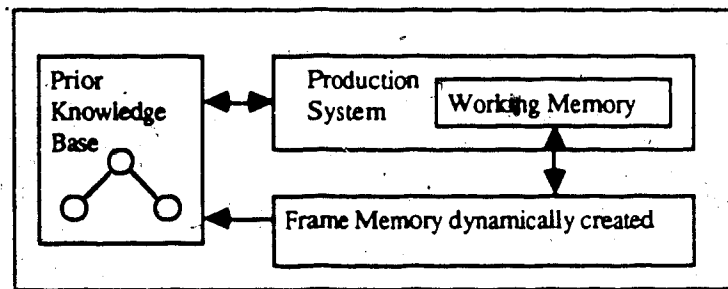 Prior
Knowledge
Base
Production
System
Working Memory
Frame Memory dynamically created